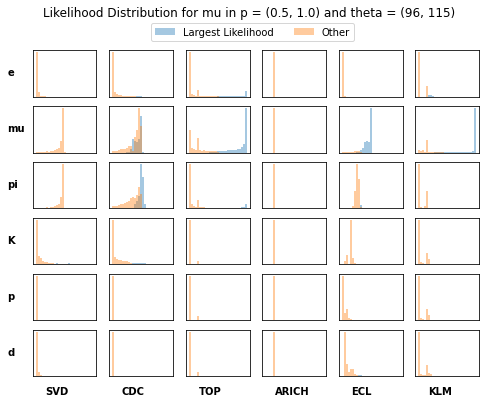 Likelihood Distribution for mu in p = (0.5, 1.0) and theta = (96, 115)
Largest Likelihood Other
e
mu
pi
K
p
d
SVD CDC TOP ARICH ECL KLM